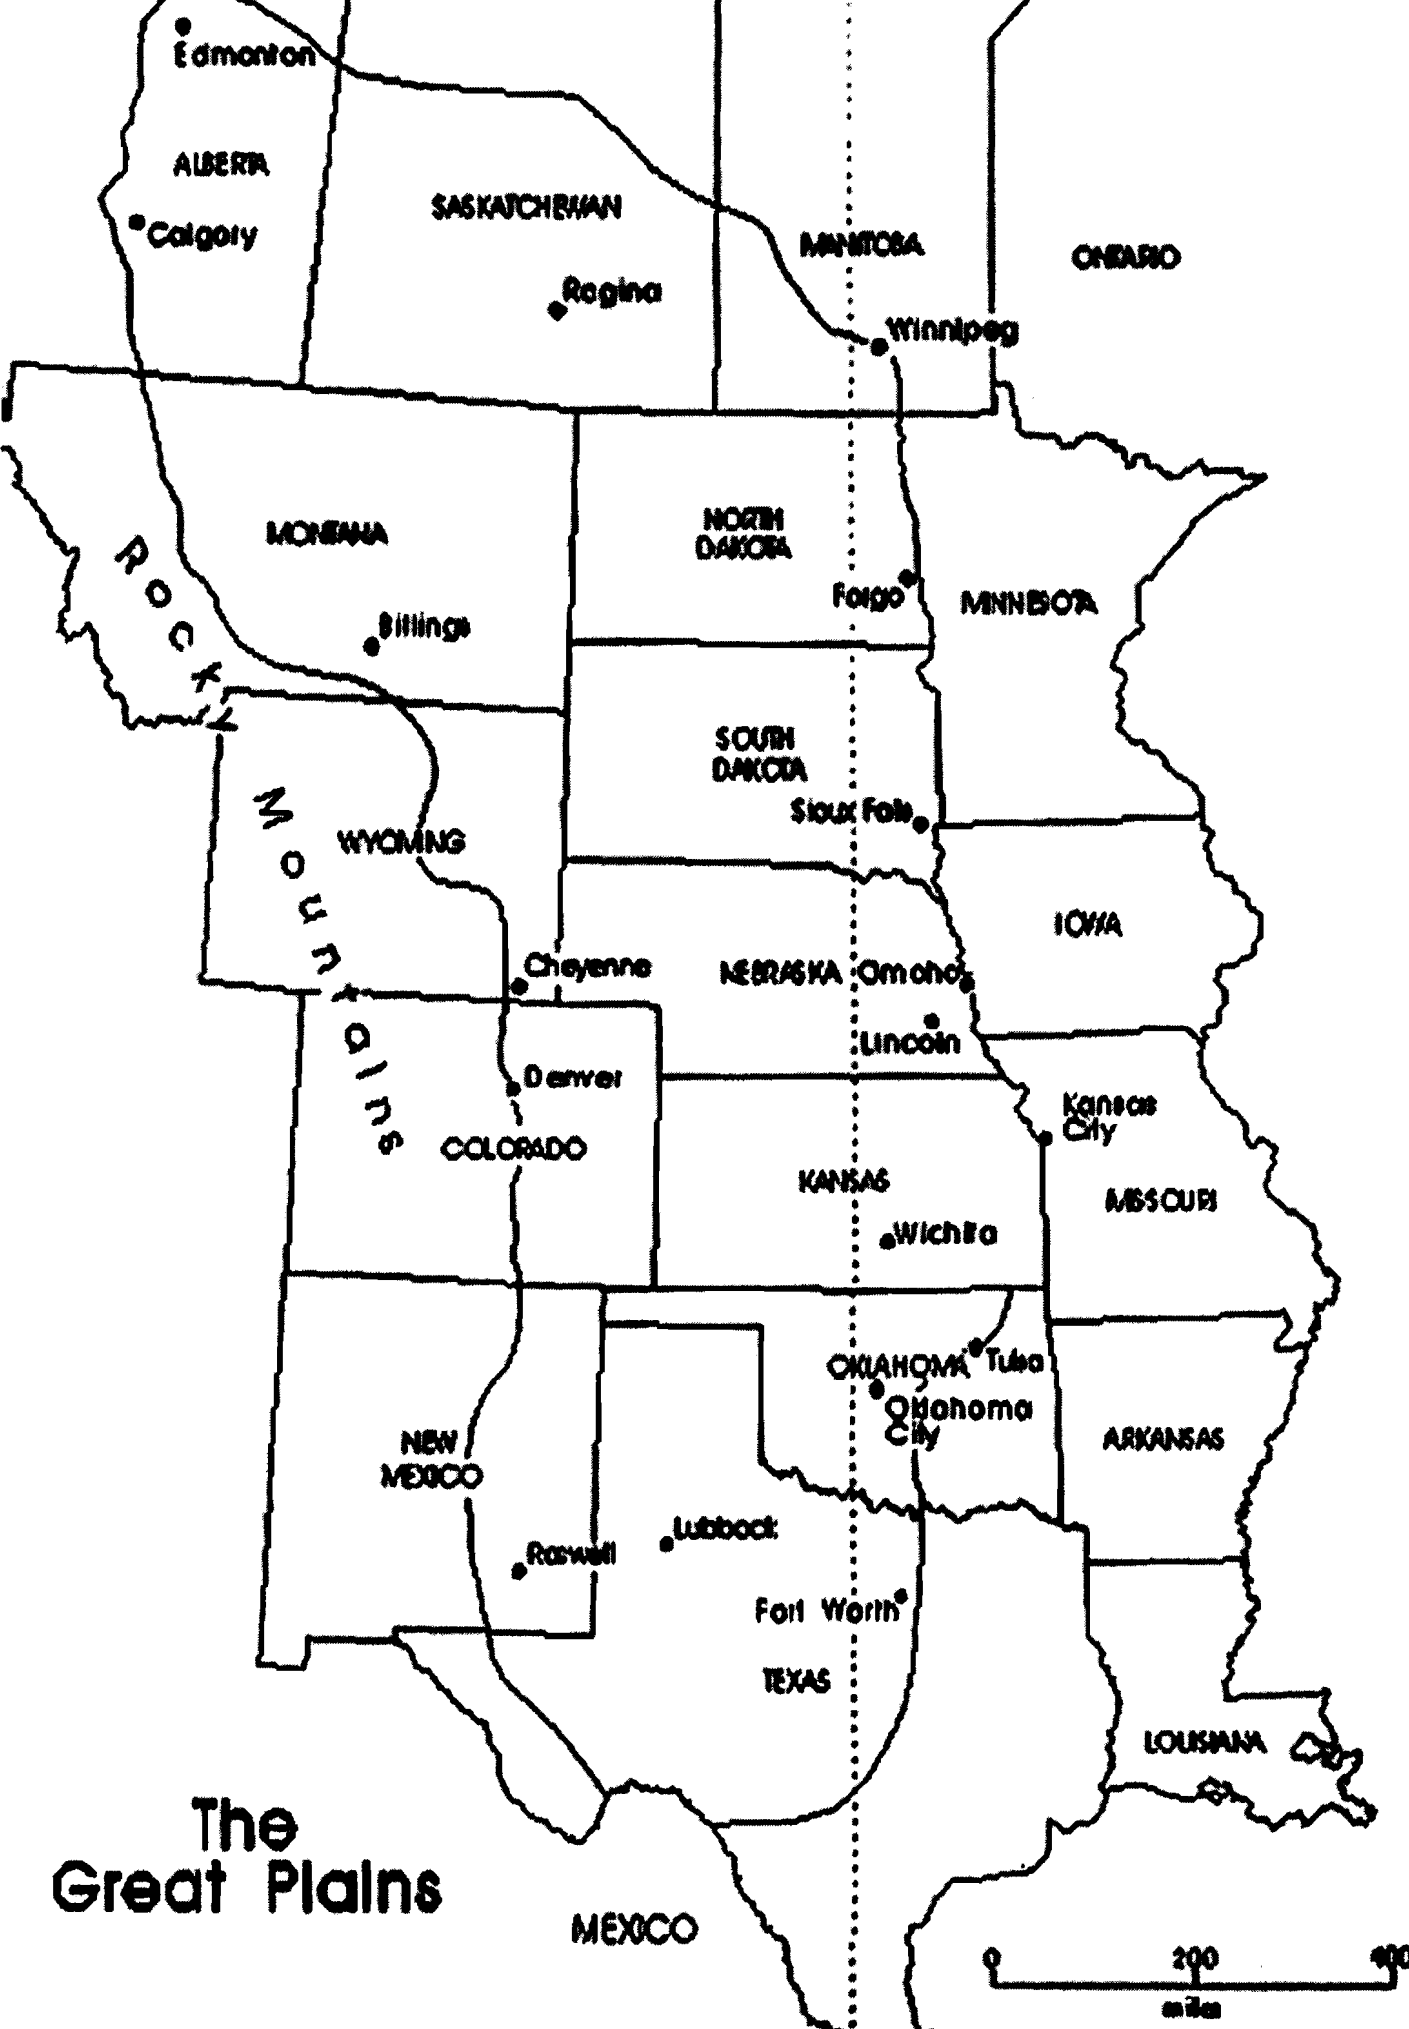 Edmonton
ALBERTA
SASKATCHEWAN
Calgary
MANITOBA
ONTARIO
Regina
Winnipeg
NORTH
DAKOTA
MONTANA
Rocky
Fargo
MINNESOTA
Billings
SOUTH
DAKOTA
Sioux Falls
Mountains
WYOMING
IOWA
Cheyenne
NEBRASKA
Omaha
Lincoln
Denver
Kansas
City
COLORADO
KANSAS
MISSOURI
Wichita
OKLAHOMA
Tulsa
Oklahoma
City
NEW
MEXICO
ARKANSAS
Lubbock
Roswell
Fort Worth
TEXAS
LOUISIANA
The
Great Plains
MEXICO
0 200 400
miles